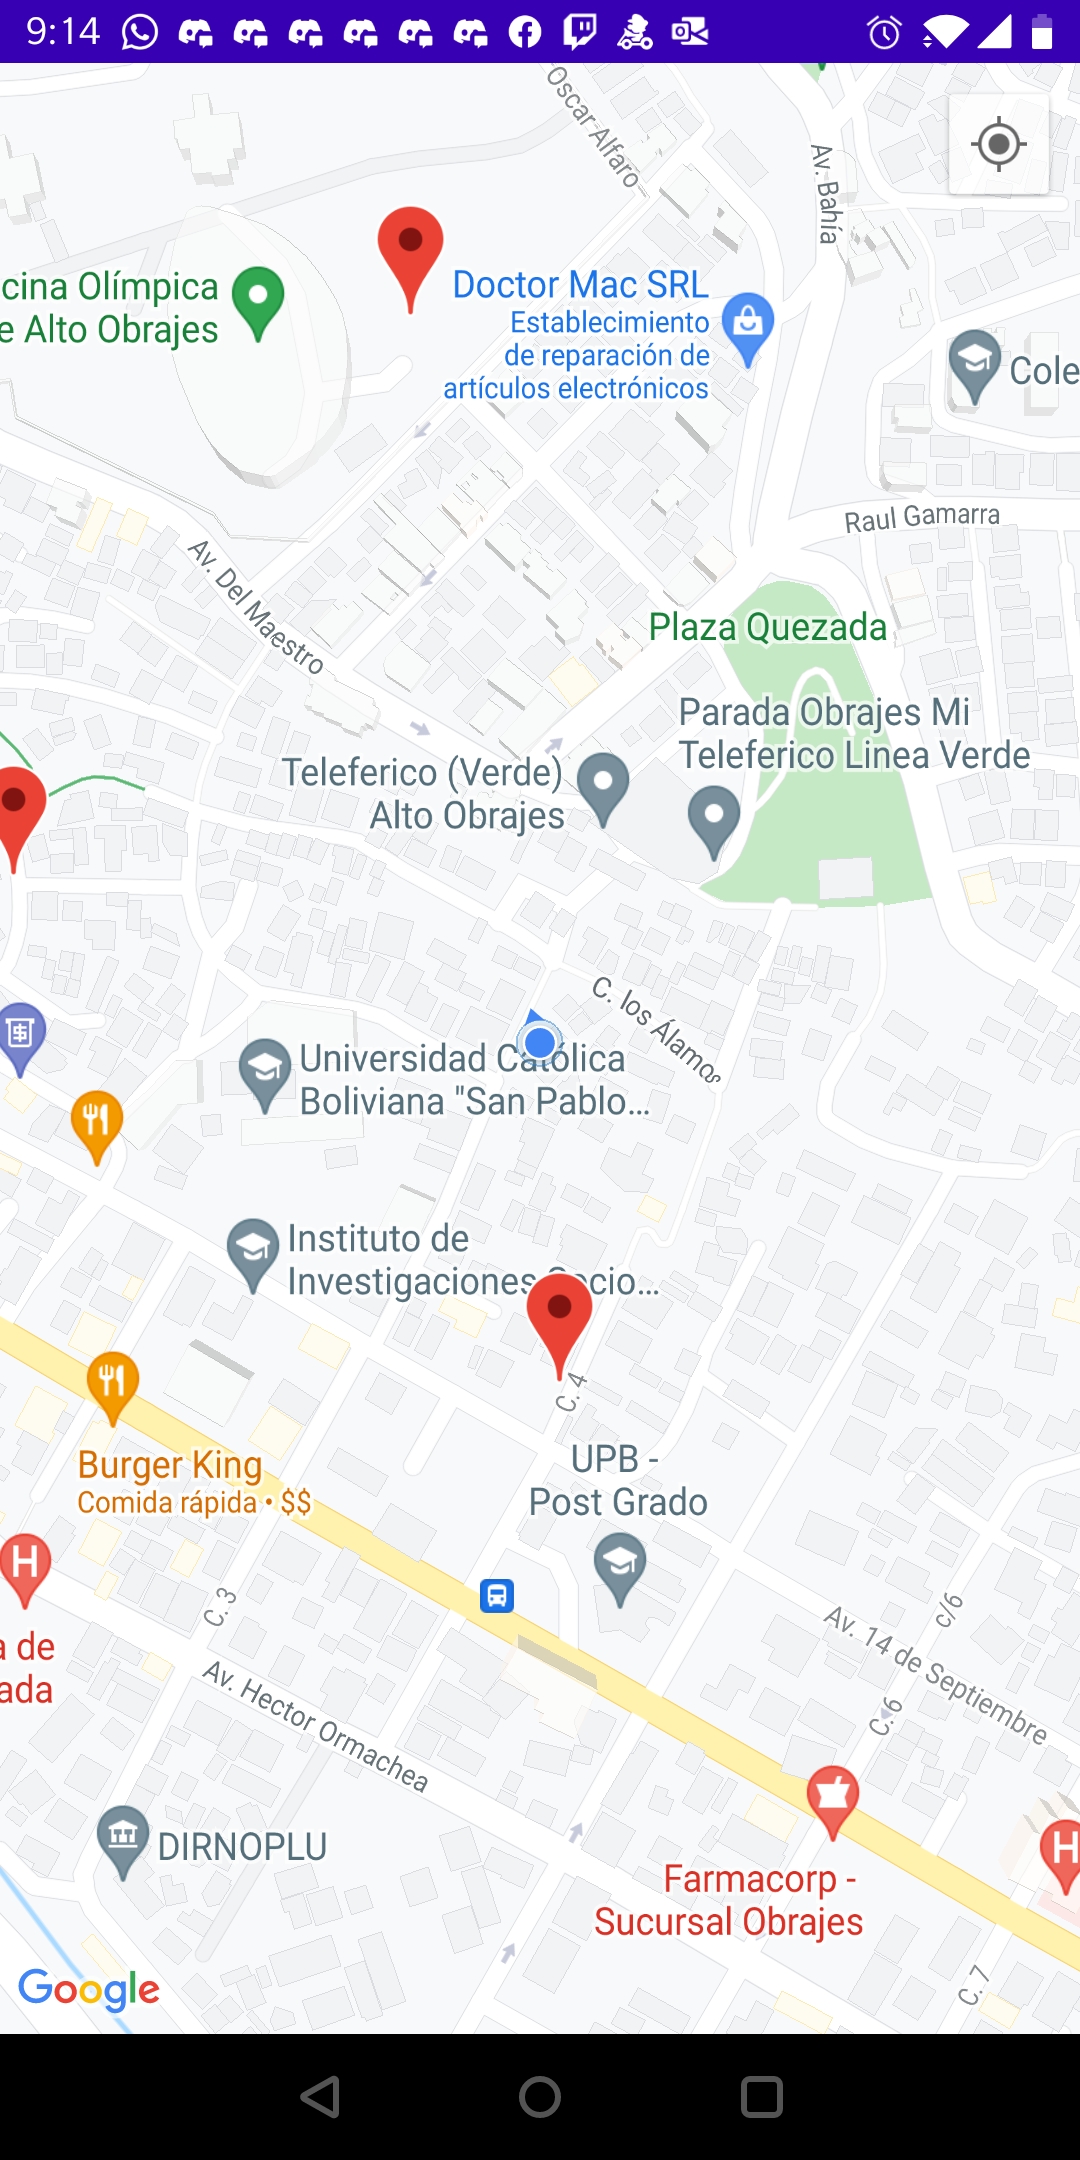 9:14
Oscar Alfaro
Av. Bahía
cina Olímpica
e Alto Obrajes
Doctor Mac SRL
Establecimiento
de reparación de
artículos electrónicos
Cole
Raul Gamarra
Av. Del Maestro
Plaza Quezada
Parada Obrajes Mi
Teleferico Linea Verde
Teleferico (Verde)
Alto Obrajes
C. los Álamos
Universidad Católica
Boliviana "San Pablo...
Instituto de
Investigaciones Socio...
C. 4
Burger King
Comida rápida • $$
UPB -
Post Grado
H
C. 3
a de
ada
c/6
Av. 14 de Septiembre
C. 6
Av. Hector Ormachea
DIRNOPLU
H
Farmacorp -
Sucursal Obrajes
C. 7
Google